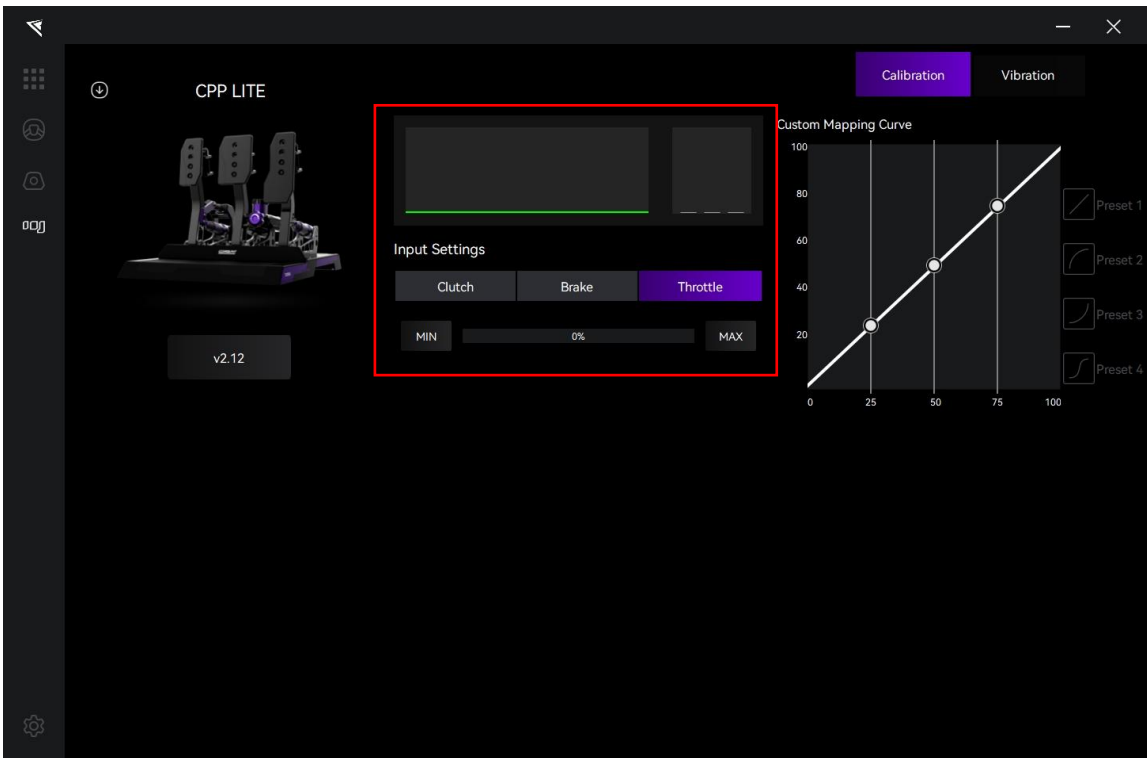 Calibration
Vibration
CPP LITE
v2.12
Input Settings
Clutch
Brake
Throttle
MIN
0%
MAX
Custom Mapping Curve
100
80
60
40
20
0
25
50
75
100
Preset 1
Preset 2
Preset 3
Preset 4